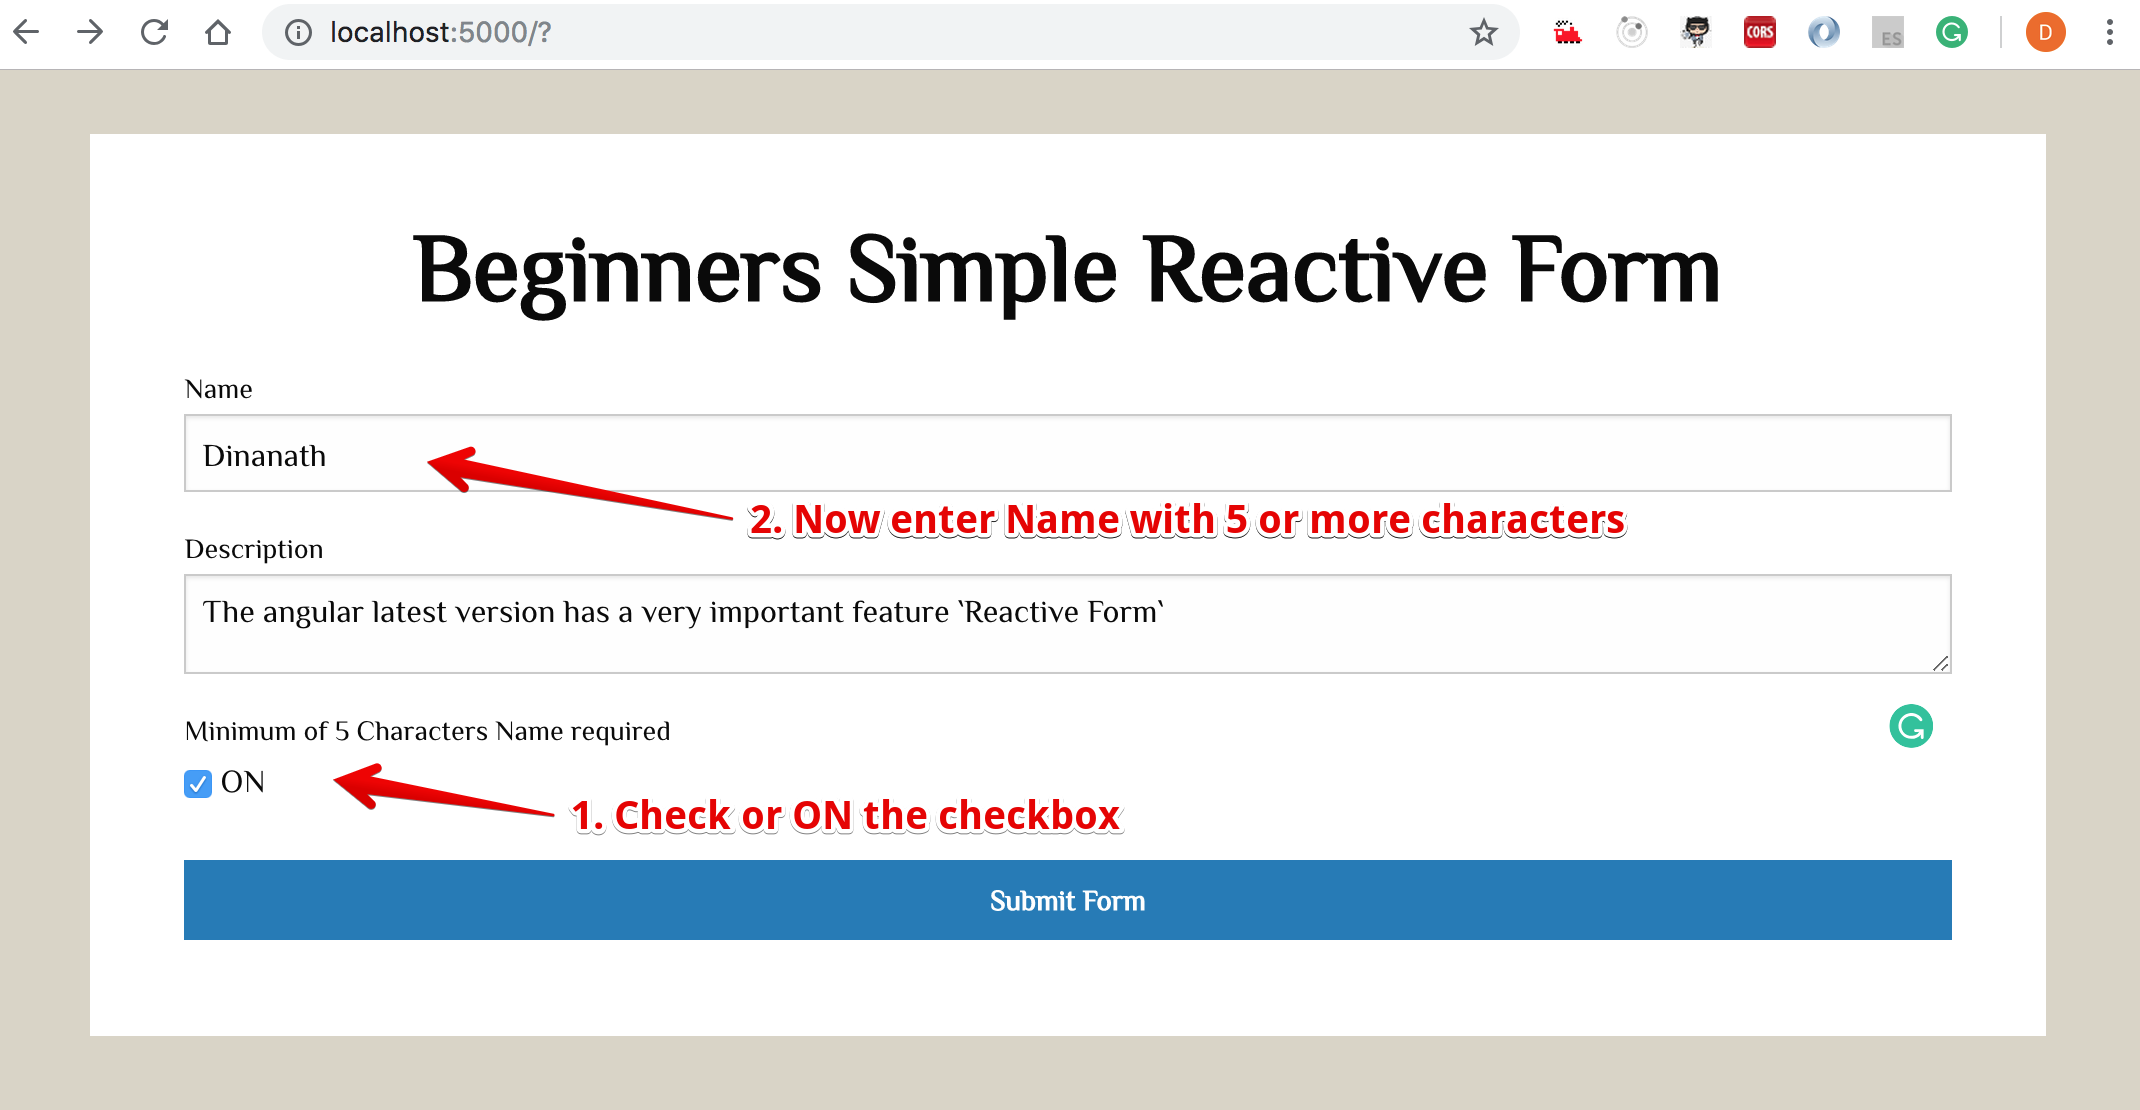 localhost:5000/?
CORS
ES
D
Beginners Simple Reactive Form
Name
Dinanath
2. Now enter Name with 5 or more characters
Description
The angular latest version has a very important feature `Reactive Form`
Minimum of 5 Characters Name required
ON
1. Check or ON the checkbox
Submit Form